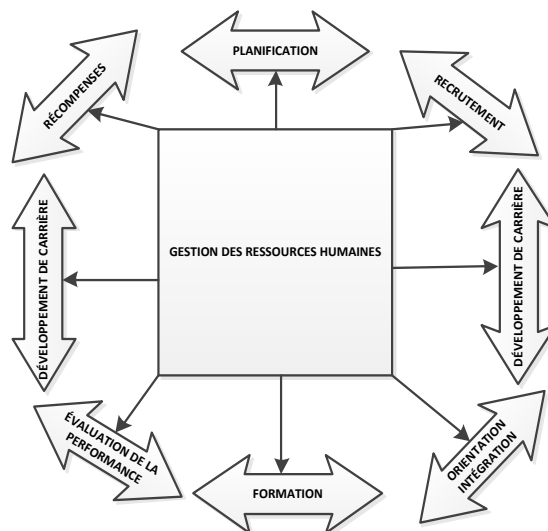 PLANIFICATION
RÉCOMPENSES
RECRUTEMENT
GESTION DES RESSOURCES HUMAINES
DÉVELOPPEMENT DE CARRIÈRE
DÉVELOPPEMENT DE CARRIÈRE
ÉVALUATION DE LA
PERFORMANCE
FORMATION
ORIENTATION
INTÉGRATION